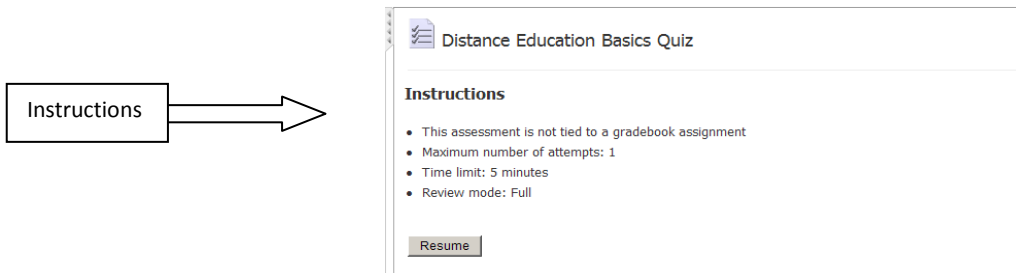 Distance Education Basics Quiz
Instructions
Instructions
• This assessment is not tied to a gradebook assignment
• Maximum number of attempts: 1
• Time limit: 5 minutes
• Review mode: Full
Resume